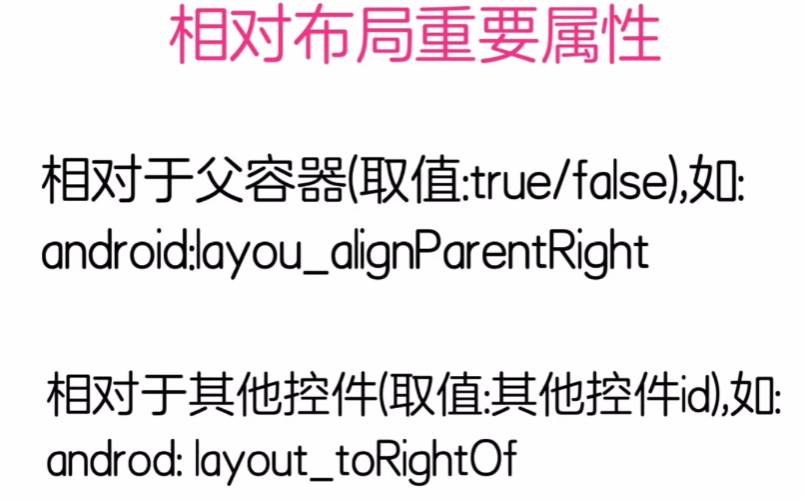 相对布局重要属性
相对于父容器(取值:true/false),如:
android:layou_alignParentRight
相对于其他控件(取值:其他控件id),如:
androd: layout_toRightOf